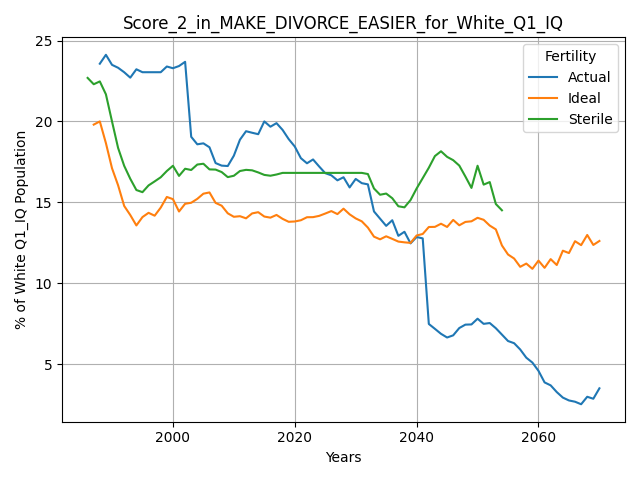 Score_2_in_MAKE_DIVORCE_EASIER_for_White_Q1_IQ
Fertility
Actual
Ideal
Sterile
% of White Q1_IQ Population
25
20
15
10
5
2000
2020
2040
2060
Years